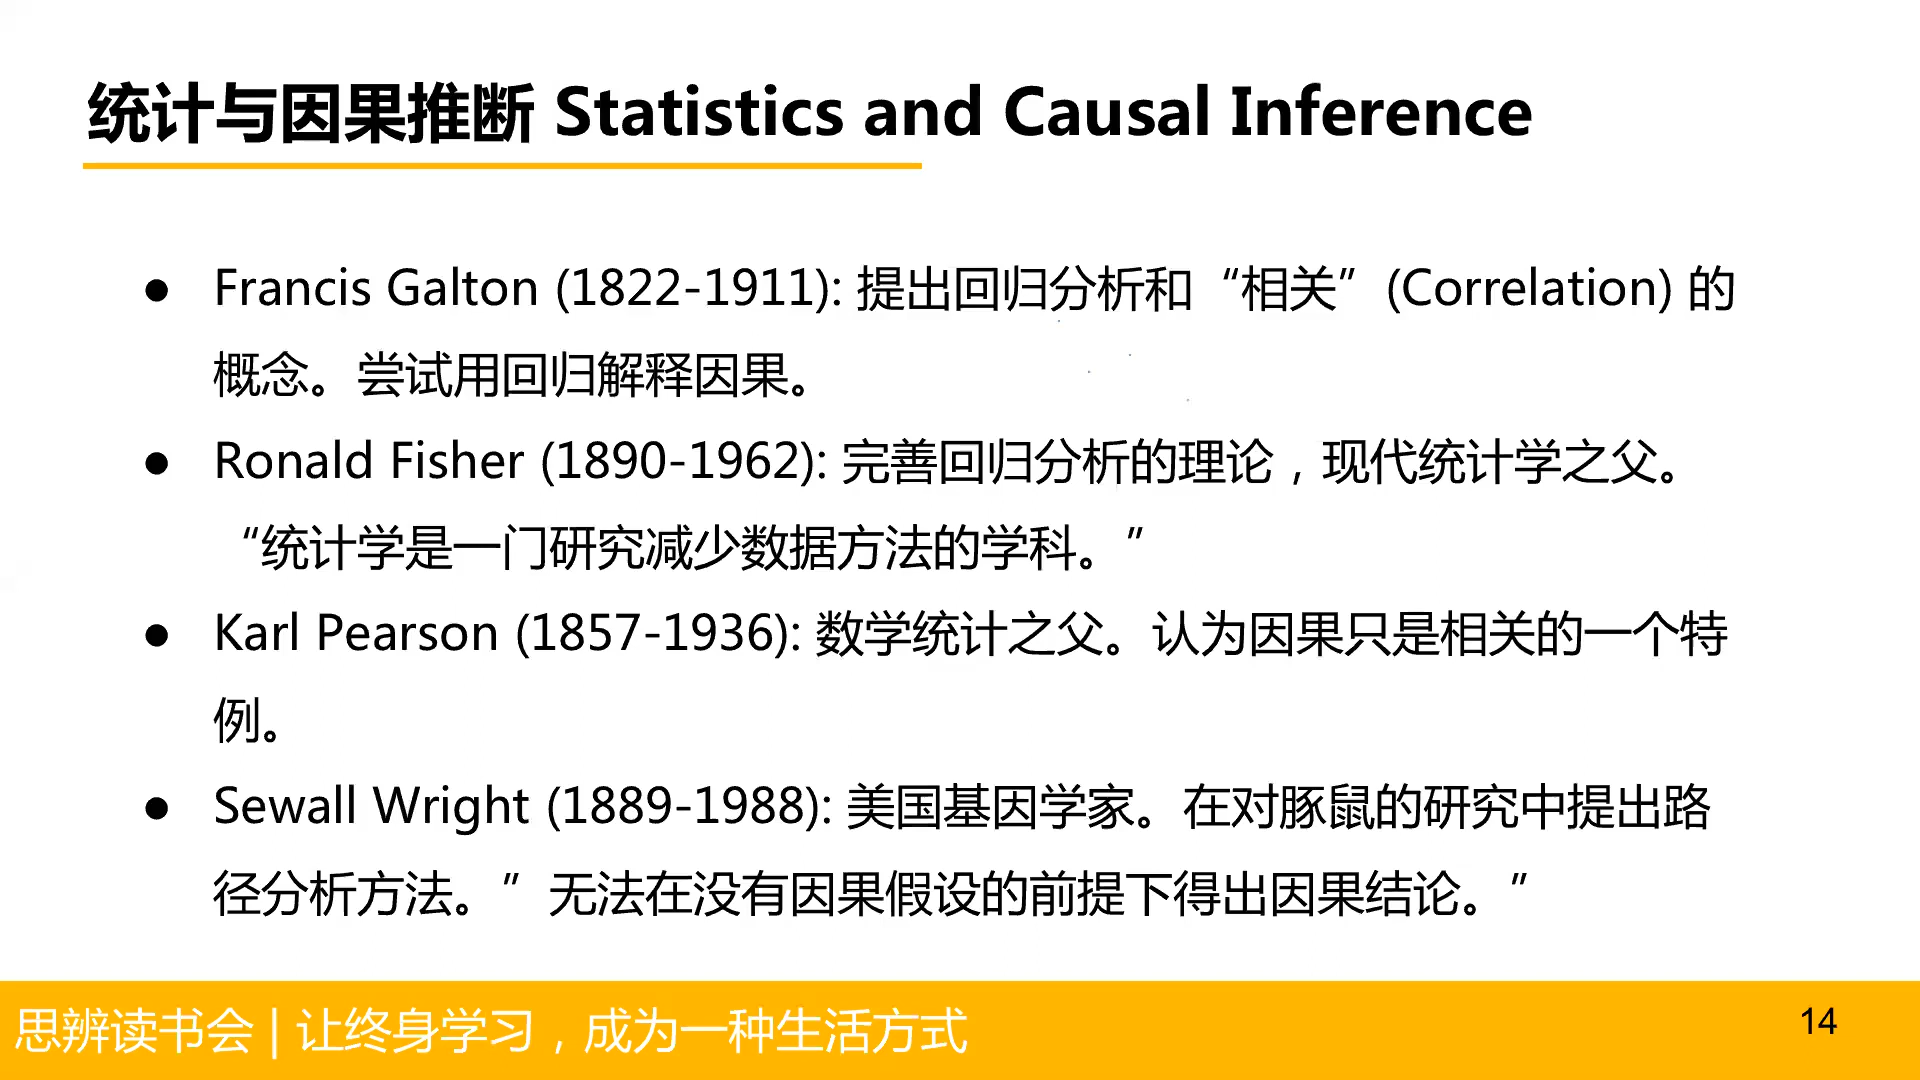 统计与因果推断 Statistics and Causal Inference
● Francis Galton (1822-1911): 提出回归分析和“相关”(Correlation) 的
概念。尝试用回归解释因果。
● Ronald Fisher (1890-1962): 完善回归分析的理论，现代统计学之父。
“统计学是一门研究减少数据方法的学科。”
● Karl Pearson (1857-1936): 数学统计之父。认为因果只是相关的一个特
例。
● Sewall Wright (1889-1988): 美国基因学家。在对豚鼠的研究中提出路
径分析方法。”无法在没有因果假设的前提下得出因果结论。”
思辨读书会 | 让终身学习，成为一种生活方式
14